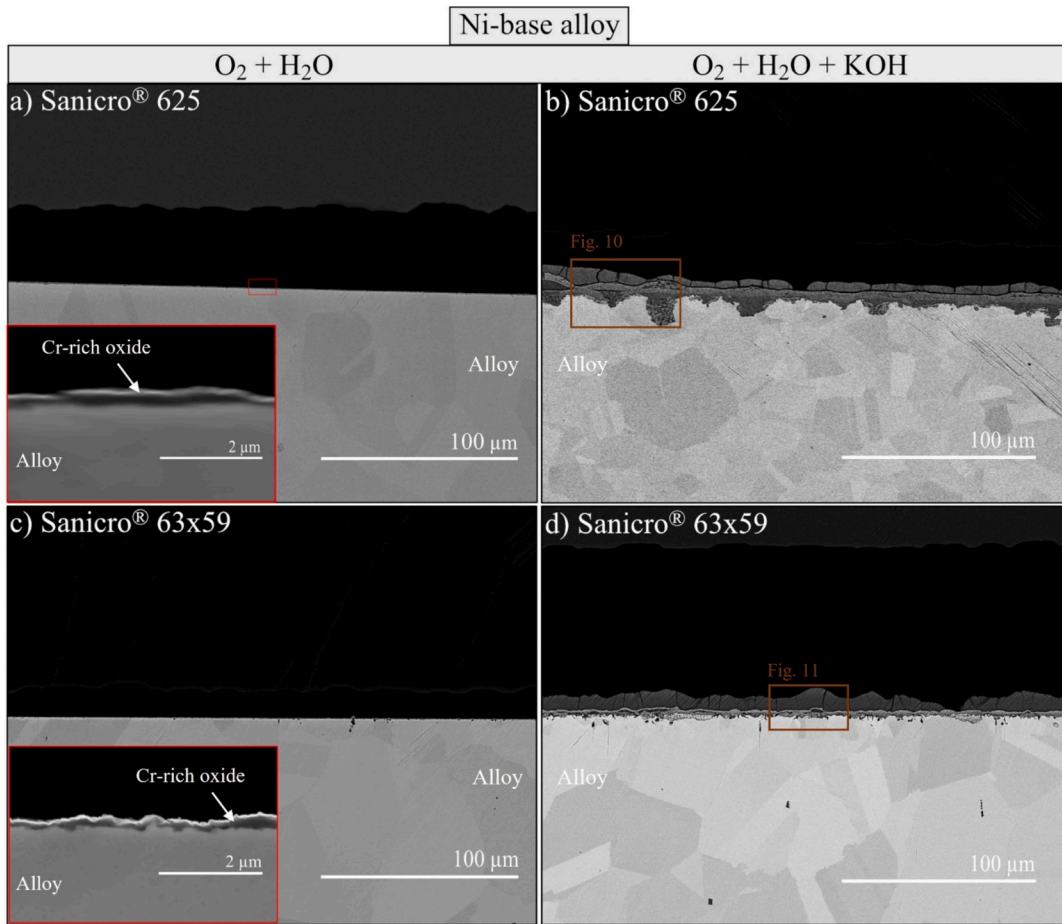 Ni-base alloy
O₂ + H₂O
O₂ + H₂O + KOH
a) Sanicro® 625
Cr-rich oxide
Alloy
2 µm
Alloy
100 µm
b) Sanicro® 625
Fig. 10
Alloy
100 µm
c) Sanicro® 63x59
Cr-rich oxide
Alloy
2 µm
Alloy
100 µm
d) Sanicro® 63x59
Fig. 11
Alloy
100 µm